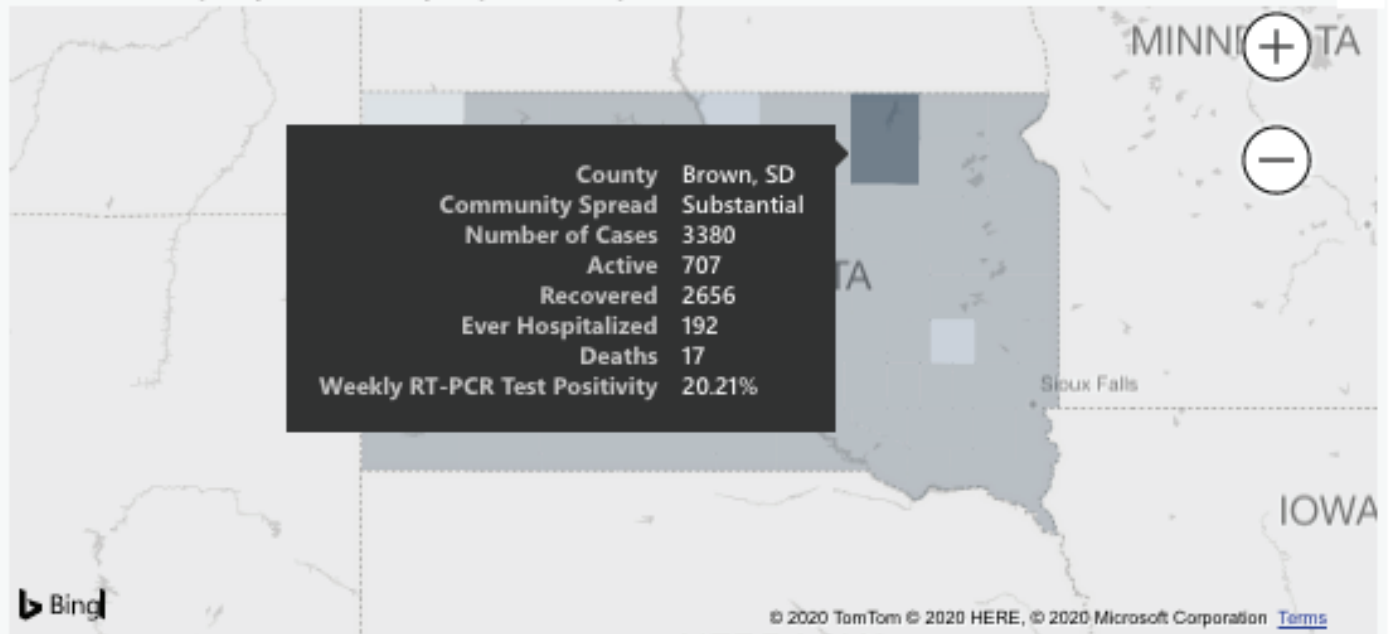 MINNE TA
County Brown, SD
Community Spread Substantial
Number of Cases 3380
Active 707
Recovered 2656
Ever Hospitalized 192
Deaths 17
Weekly RT-PCR Test Positivity 20.21%
TA
Sioux Falls
IOWA
Bing
© 2020 TomTom © 2020 HERE, © 2020 Microsoft Corporation Terms